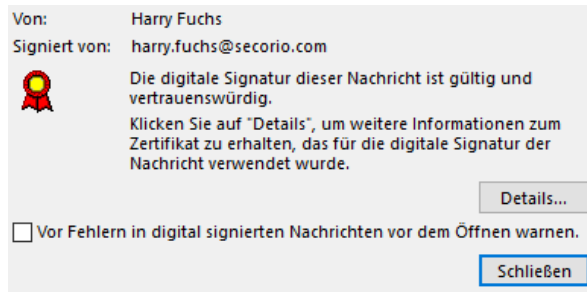 Von: Harry Fuchs
Signiert von: harry.fuchs@secorio.com
Die digitale Signatur dieser Nachricht ist gültig und
vertrauenswürdig.
Klicken Sie auf "Details", um weitere Informationen zum
Zertifikat zu erhalten, das für die digitale Signatur der
Nachricht verwendet wurde.
Details...
Vor Fehlern in digital signierten Nachrichten vor dem Öffnen warnen.
Schließen